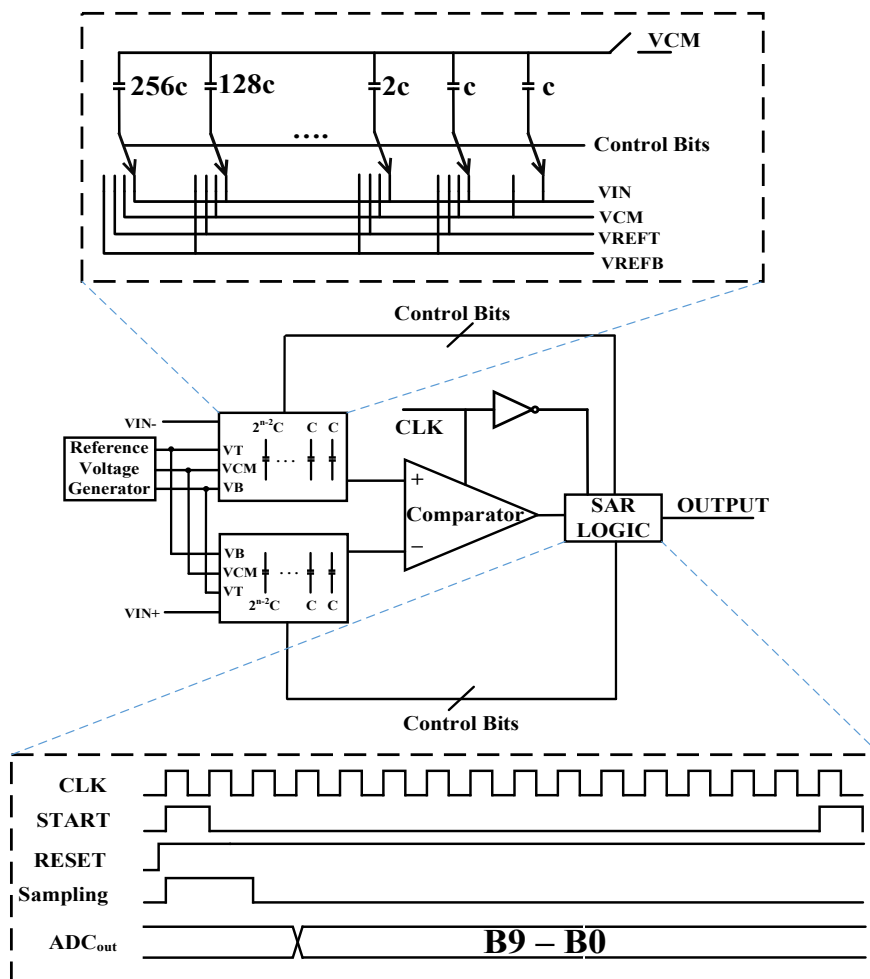 VCM
256c 128c 2c c c
....
Control Bits
VIN
VCM
VREFT
VREFB
Control Bits
VIN-
2ⁿ⁻²C C C
CLK
Reference
Voltage
Generator
VT
VCM
VB
...
+
Comparator
−
SAR
LOGIC
OUTPUT
VB
VCM
VT
...
2ⁿ⁻²C C C
VIN+
Control Bits
CLK
START
RESET
Sampling
ADCout
B9 – B0